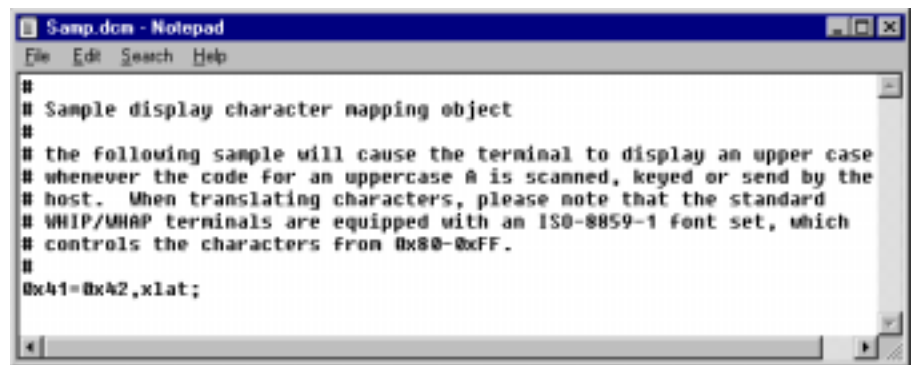 Samp.dcm - Notepad
File Edit Search Help
#
# Sample display character mapping object
#
# the following sample will cause the terminal to display an upper case
# whenever the code for an uppercase A is scanned, keyed or send by the
# host. When translating characters, please note that the standard
# WHIP/WHAP terminals are equipped with an ISO-8859-1 font set, which
# controls the characters from 0x80-0xFF.
#
0x41=0x42,xlat;